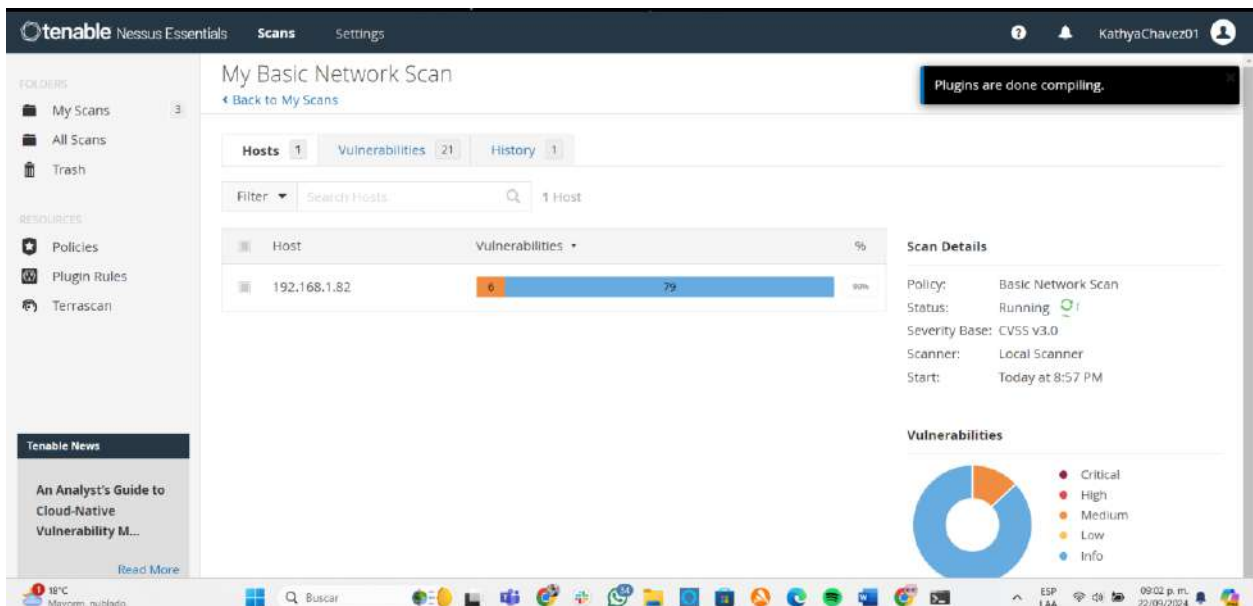 tenable Nessus Essentials Scans Settings KathyaChavez01
FOLDERS
My Scans 3
All Scans
Trash
RESOURCES
Policies
Plugin Rules
Terrascan
Tenable News
An Analyst's Guide to
Cloud-Native
Vulnerability M...
Read More
My Basic Network Scan
Back to My Scans
Plugins are done compiling.
Hosts 1 Vulnerabilities 21 History 1
Filter Search Hosts 1 Host
Host Vulnerabilities %
192.168.1.82 6 79
Scan Details
Policy: Basic Network Scan
Status: Running
Severity Base: CVSS v3.0
Scanner: Local Scanner
Start: Today at 8:57 PM
Vulnerabilities
Critical
High
Medium
Low
Info
18°C
Mayorm. nublado
Buscar
ESP
LAA
09:02 p. m.
22/09/2024